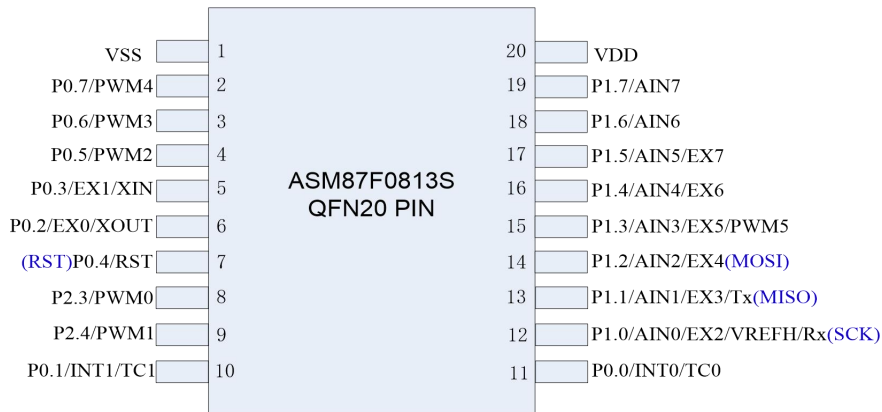 VSS 1 20 VDD
P0.7/PWM4 2 19 P1.7/AIN7
P0.6/PWM3 3 18 P1.6/AIN6
P0.5/PWM2 4 17 P1.5/AIN5/EX7
P0.3/EX1/XIN 5 16 P1.4/AIN4/EX6
ASM87F0813S
QFN20 PIN
P0.2/EX0/XOUT 6 15 P1.3/AIN3/EX5/PWM5
(RST)P0.4/RST 7 14 P1.2/AIN2/EX4(MOSI)
P2.3/PWM0 8 13 P1.1/AIN1/EX3/Tx(MISO)
P2.4/PWM1 9 12 P1.0/AIN0/EX2/VREFH/Rx(SCK)
P0.1/INT1/TC1 10 11 P0.0/INT0/TC0